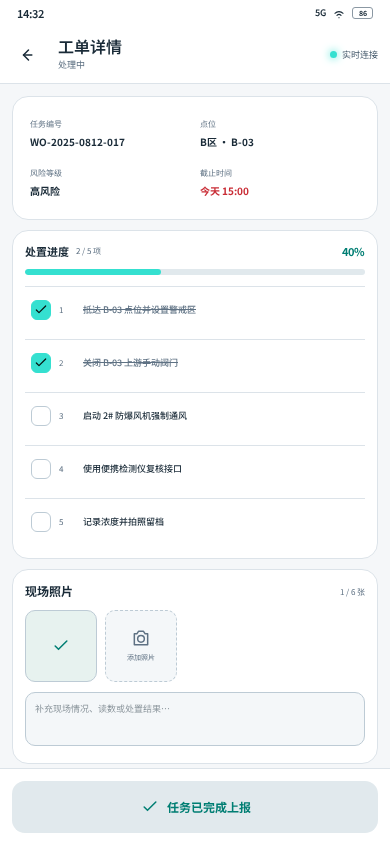 14:32
5G 86
工单详情
处理中
实时连接
任务编号
点位
WO-2025-0812-017
B区 · B-03
风险等级
截止时间
高风险
今天 15:00
处置进度 2 / 5 项
40%
1 抵达 B-03 点位并设置警戒区
2 关闭 B-03 上游手动阀门
3 启动 2# 防爆风机强制通风
4 使用便携检测仪复核接口
5 记录浓度并拍照留档
现场照片
1 / 6 张
添加照片
补充现场情况、读数或处置结果…
任务已完成上报